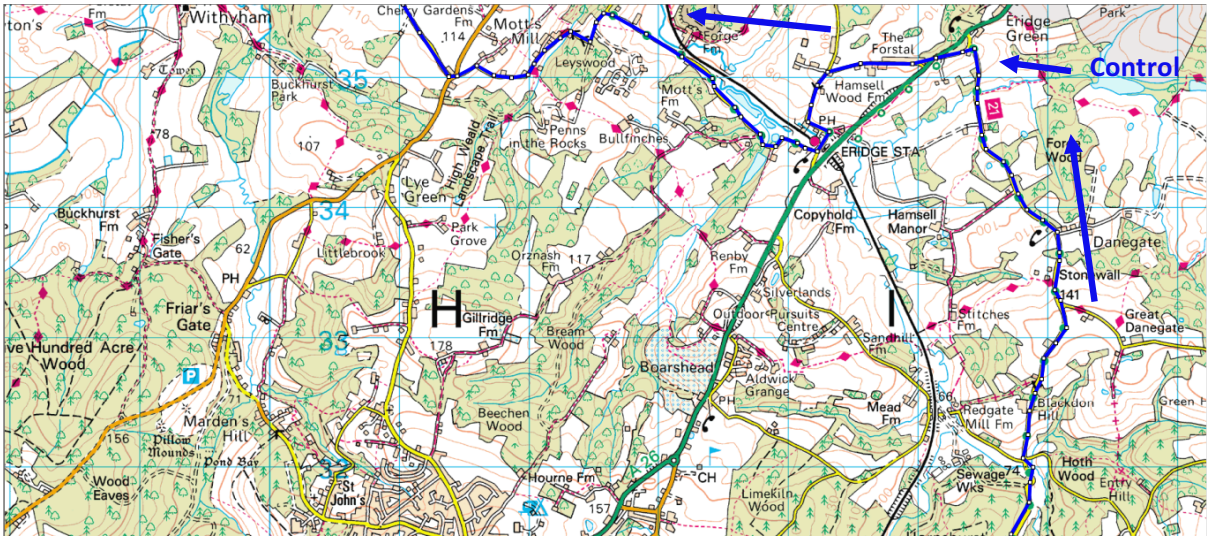 Withyham
Cherry Gardens
Fm
114
Mott's
Mill
Forge
Fm
The
Forstal
Eridge
Green
Park
yton's
Fm
Tower
Buckhurst
Park
35
Leyswood
Mott's
Fm
Hamsell
Wood Fm
Control
21
78
107
Penns
in the Rocks
Bullfinches
PH
ERIDGE STA
Wood
High Weald
Landscape Trail
Lye
Green
34
Buckhurst
Fm
Fisher's
Gate
62
Littlebrook
Park
Grove
Orznash
Fm
117
Copyhold
Fm
Hamsell
Manor
Danegate
Renby
Fm
Stonewall
141
PH
Friar's
Gate
H
Gillridge
Fm
Silverlands
Outdoor Pursuits
Centre
I
Stitches
Fm
Great
Danegate
ve Hundred Acre
Wood
33
178
Bream
Wood
Sandhill
Fm
Boarshead
Aldwick
Grange
P
Beechen
Wood
PH
Mead
Fm
66
Redgate
Mill Fm
Blackdon
Hill
Green H
Marden's
Hill
156
Pillow
Mounds
Pond Bay
32
A 26
Wood
Eaves
St
John's
Hourne Fm
157
CH
LimeKiln
Wood
Sewage
Wks
74
Hoth
Wood
Entry
Hill